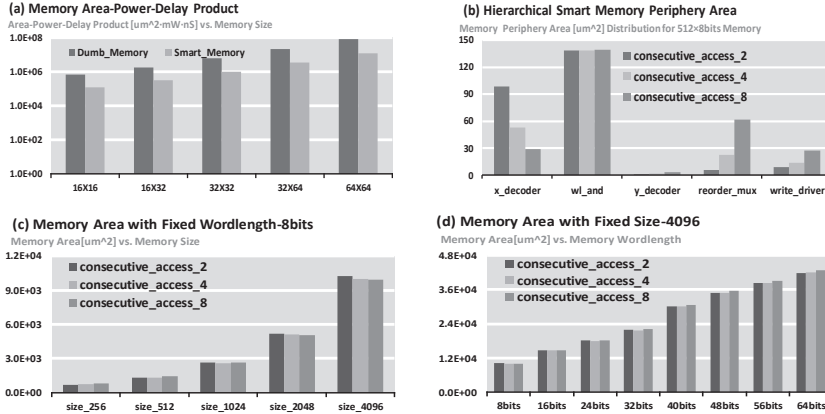 (a) Memory Area-Power-Delay Product
Area-Power-Delay Product [um^2·mW·nS] vs. Memory Size
1.0E+08
1.0E+06
1.0E+04
1.0E+02
1.0E+00
Dumb_Memory
Smart_Memory
16X16
16X32
32X32
32X64
64X64
(b) Hierarchical Smart Memory Periphery Area
Memory Periphery Area [um^2] Distribution for 512×8bits Memory
150
120
90
60
30
0
consecutive_access_2
consecutive_access_4
consecutive_access_8
x_decoder
wl_and
y_decoder
reorder_mux
write_driver
(c) Memory Area with Fixed Wordlength-8bits
Memory Area[um^2] vs. Memory Size
1.2E+04
9.0E+03
6.0E+03
3.0E+03
0.0E+00
consecutive_access_2
consecutive_access_4
consecutive_access_8
size_256
size_512
size_1024
size_2048
size_4096
(d) Memory Area with Fixed Size-4096
Memory Area[um^2] vs. Memory Wordlength
4.8E+04
3.6E+04
2.4E+04
1.2E+04
0.0E+00
consecutive_access_2
consecutive_access_4
consecutive_access_8
8bits
16bits
24bits
32bits
40bits
48bits
56bits
64bits